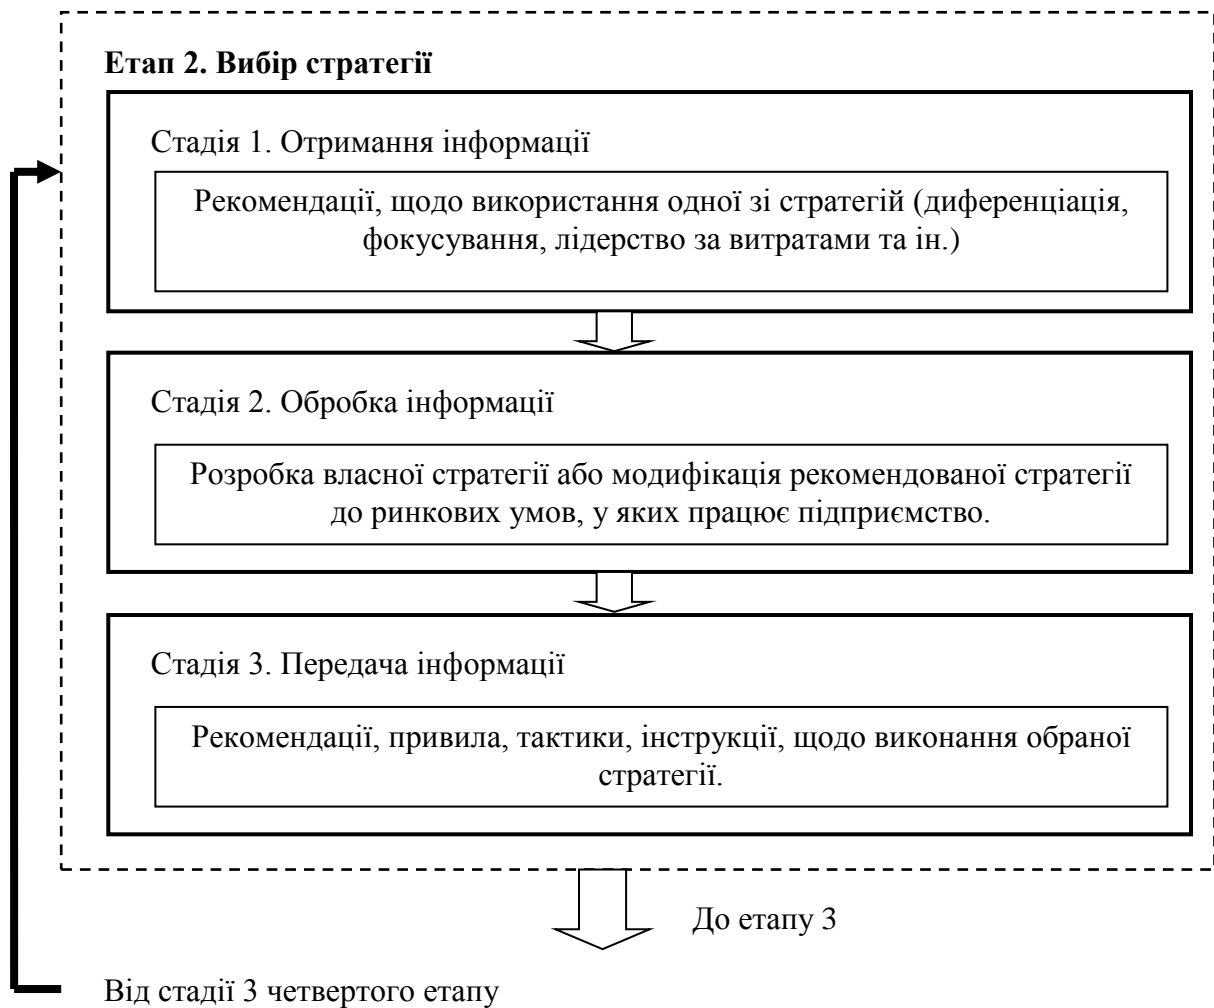 Етап 2. Вибір стратегії
Стадія 1. Отримання інформації
Рекомендації, щодо використання одної зі стратегій (диференціація,
фокусування, лідерство за витратами та ін.)
Стадія 2. Обробка інформації
Розробка власної стратегії або модифікація рекомендованої стратегії
до ринкових умов, у яких працює підприємство.
Стадія 3. Передача інформації
Рекомендації, привила, тактики, інструкції, щодо виконання обраної
стратегії.
До етапу 3
Від стадії 3 четвертого етапу